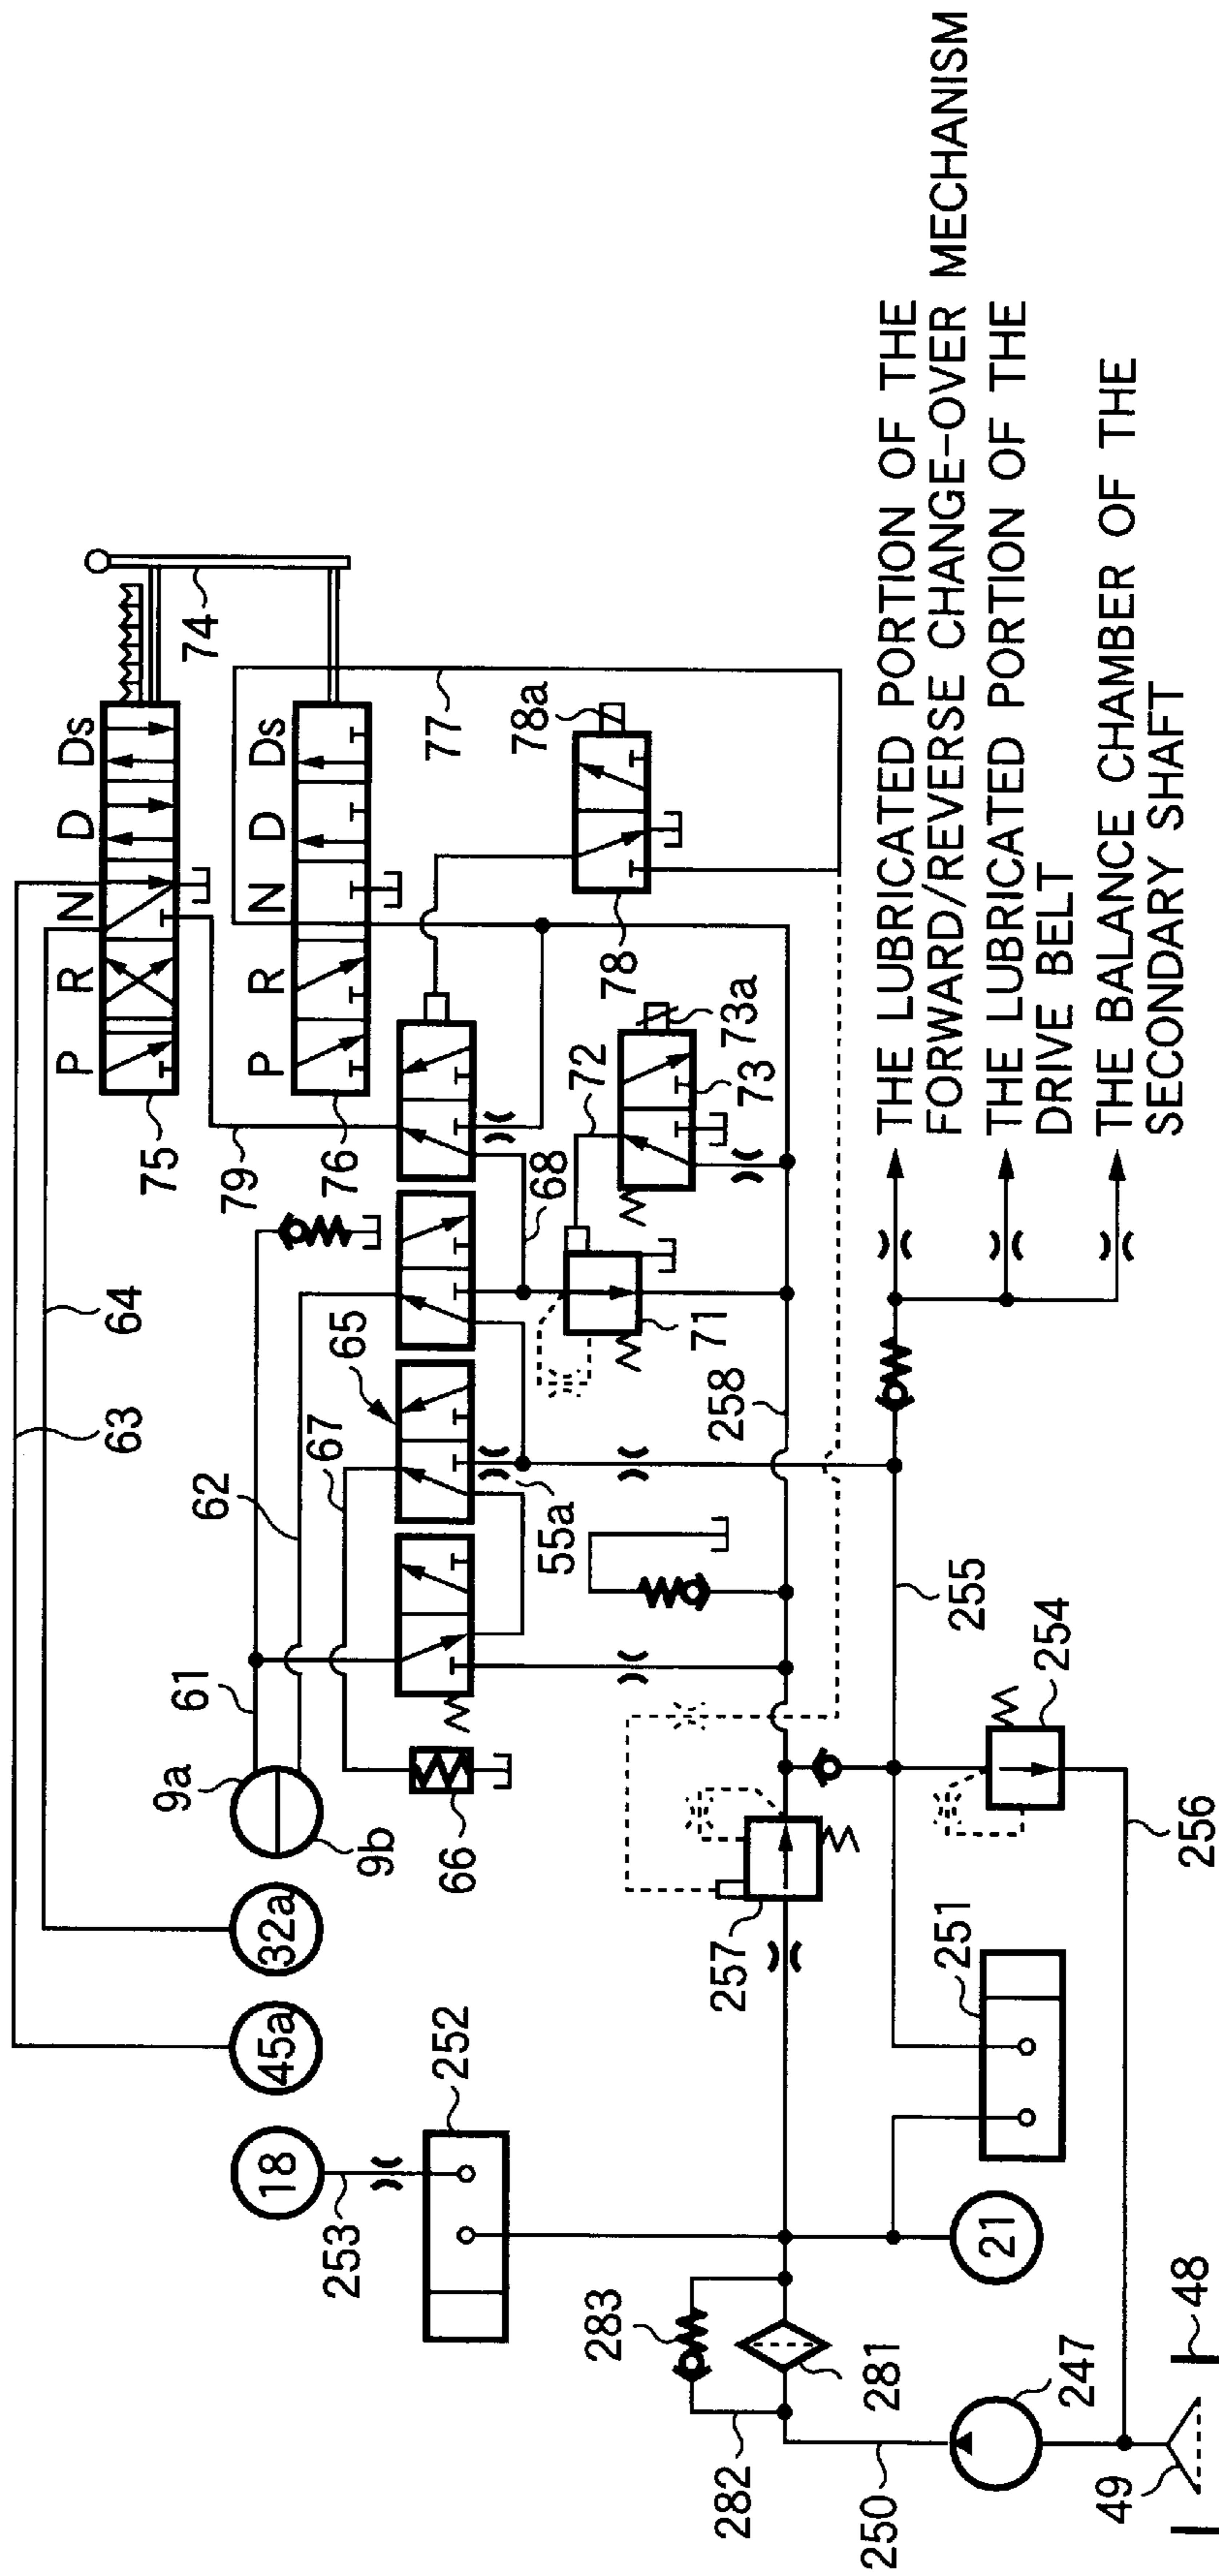 63
64
61
62
67
65
79
75
P R N D Ds
74
76
P R N D Ds
77
78a
78
9a
9b
66
32a
45a
18
253
252
55a
68
72
73a
73
71
258
257
283
282
281
21
251
255
254
256
250
247
49
48
THE LUBRICATED PORTION OF THE
FORWARD/REVERSE CHANGE-OVER MECHANISM
THE LUBRICATED PORTION OF THE
DRIVE BELT
THE BALANCE CHAMBER OF THE
SECONDARY SHAFT